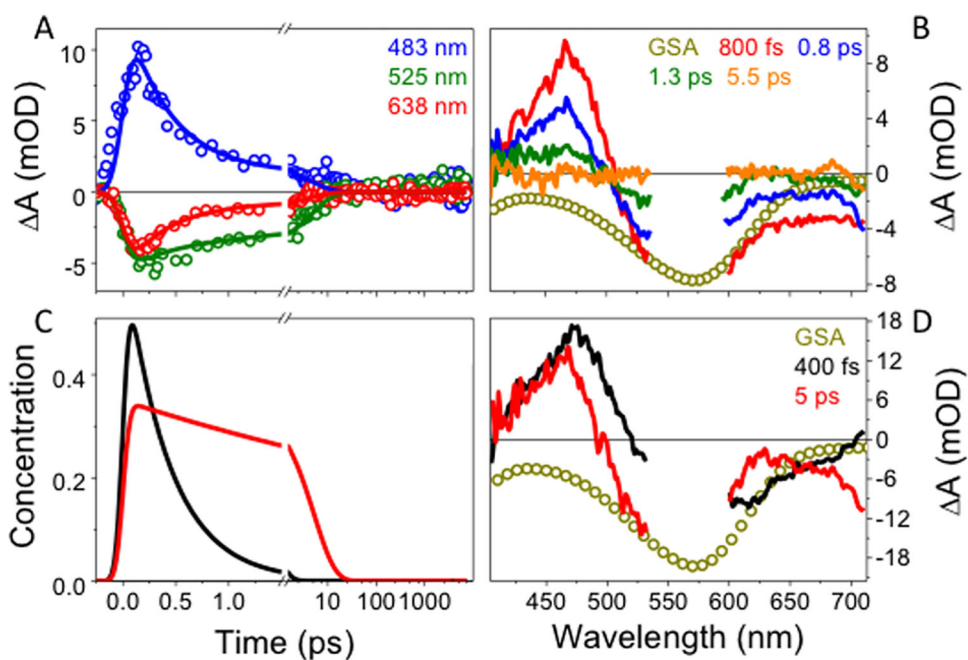 A
483 nm
525 nm
638 nm
10
5
0
-5
ΔA (mOD)
B
GSA 800 fs 0.8 ps
1.3 ps 5.5 ps
8
4
0
-4
-8
ΔA (mOD)
C
0.4
0.2
0.0
Concentration
0.0 0.5 1.0 10 100 1000
Time (ps)
D
GSA
400 fs
5 ps
18
12
6
0
-6
-12
-18
ΔA (mOD)
450 500 550 600 650 700
Wavelength (nm)